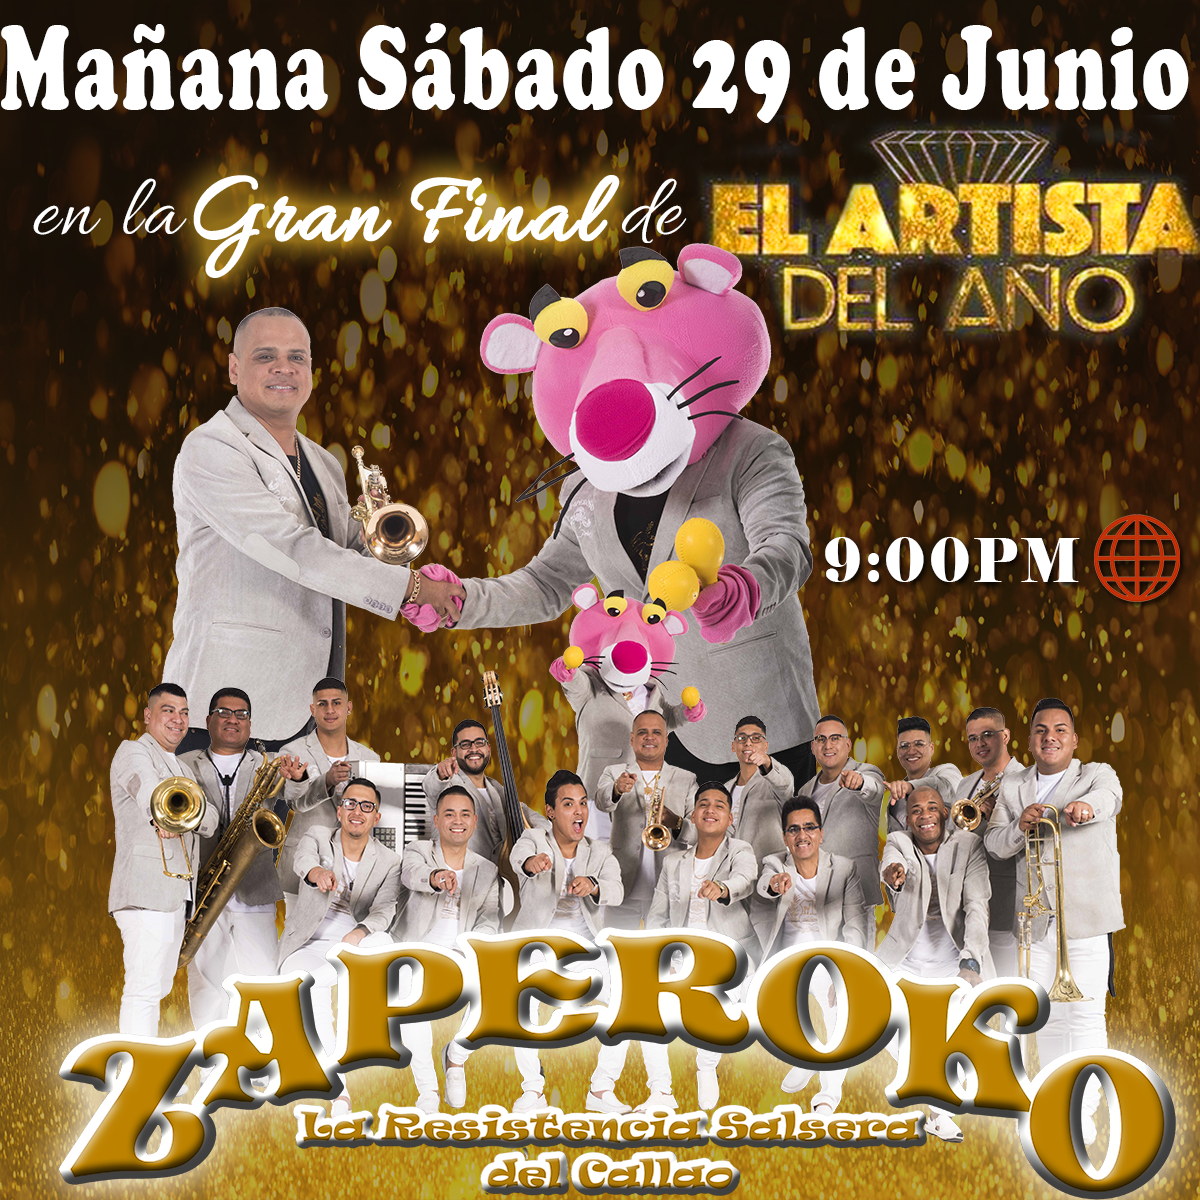 Mañana Sábado 29 de Junio
en la Gran Final de
EL ARTISTA
DEL AÑO
9:00PM
ZAPEROKO
La Resistencia Salsera
del Callao